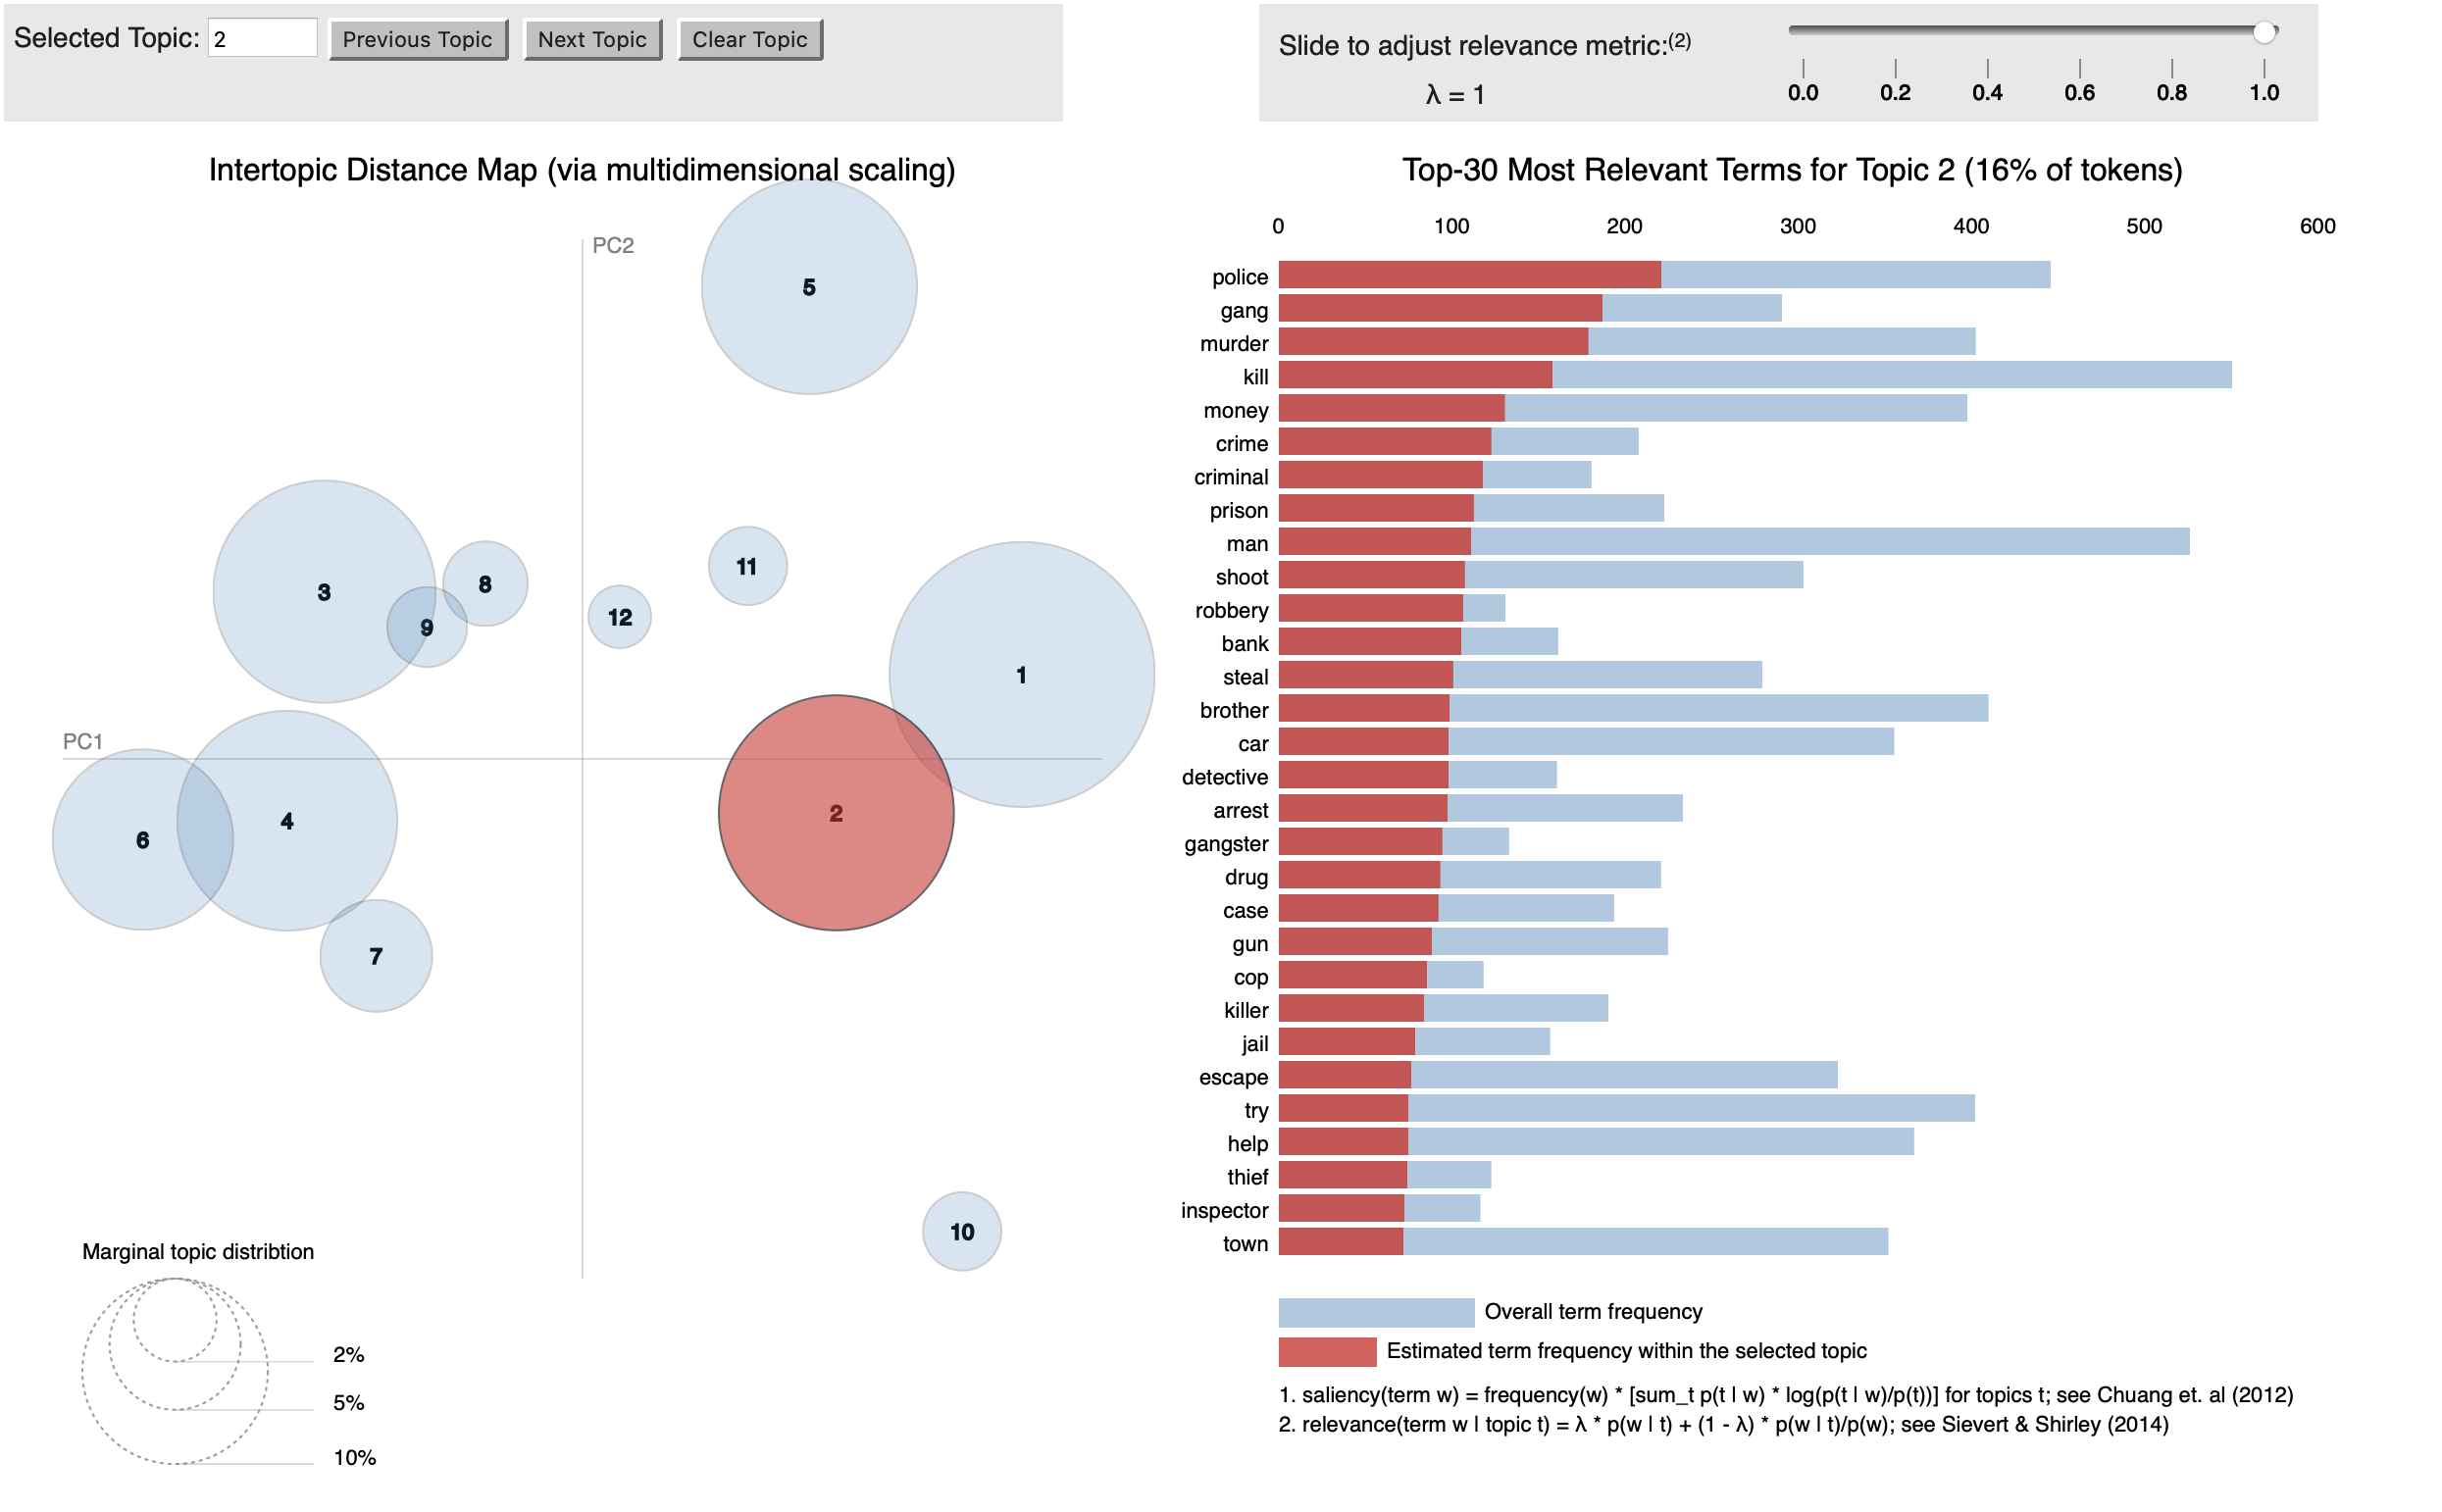 Selected Topic: 2 Previous Topic Next Topic Clear Topic
Slide to adjust relevance metric:(2)
λ = 1
0.0 0.2 0.4 0.6 0.8 1.0
Intertopic Distance Map (via multidimensional scaling)
PC2
5
3
8
9
11
12
1
PC1
2
4
6
7
10
Marginal topic distribtion
2%
5%
10%
Top-30 Most Relevant Terms for Topic 2 (16% of tokens)
0 100 200 300 400 500 600
police
gang
murder
kill
money
crime
criminal
prison
man
shoot
robbery
bank
steal
brother
car
detective
arrest
gangster
drug
case
gun
cop
killer
jail
escape
try
help
thief
inspector
town
Overall term frequency
Estimated term frequency within the selected topic
1. saliency(term w) = frequency(w) * [sum_t p(t | w) * log(p(t | w)/p(t))] for topics t; see Chuang et. al (2012)
2. relevance(term w | topic t) = λ * p(w | t) + (1 - λ) * p(w | t)/p(w); see Sievert & Shirley (2014)